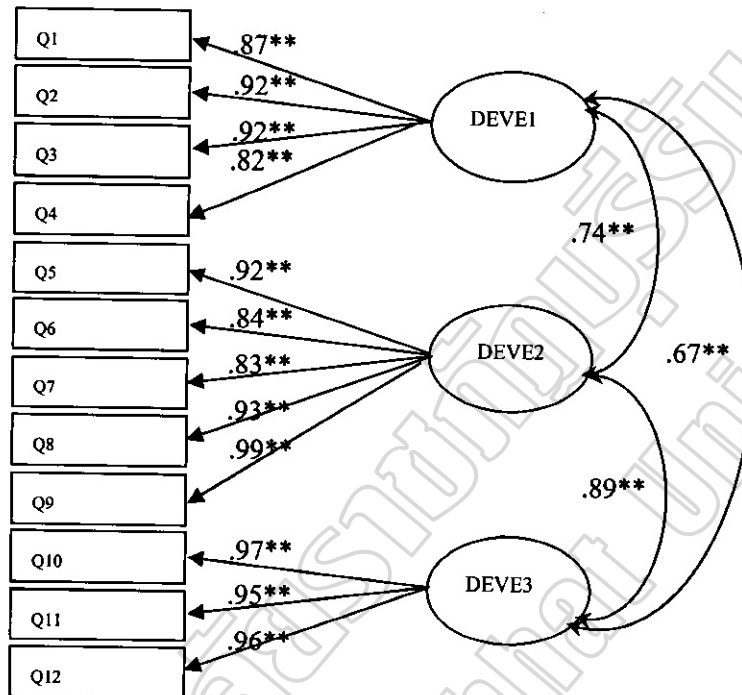 Q1
.87**
Q2
.92**
DEVE1
Q3
.92**
.82**
Q4
.74**
Q5
.92**
Q6
.84**
DEVE2
.67**
Q7
.83**
Q8
.93**
.99**
Q9
.89**
Q10
.97**
DEVE3
Q11
.95**
.96**
Q12